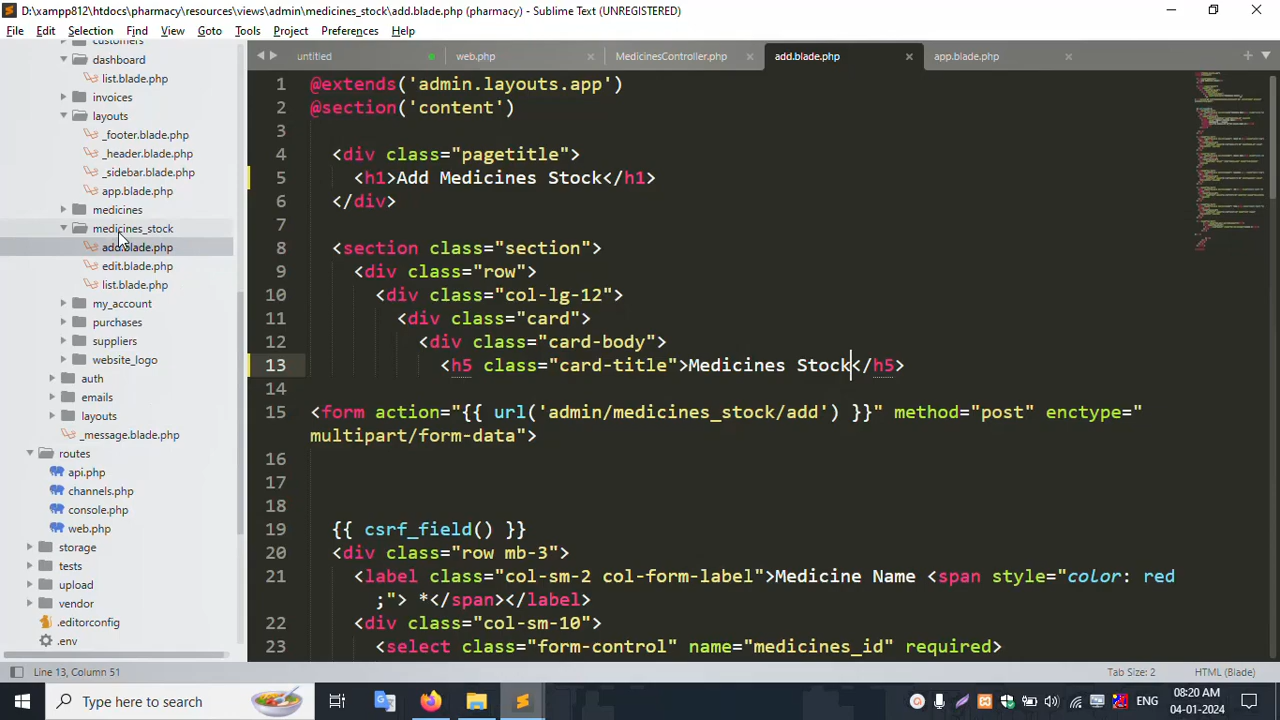 D:\xampp812\htdocs\pharmacy\resources\views\admin\medicines_stock\add.blade.php (pharmacy) - Sublime Text (UNREGISTERED)
File Edit Selection Find View Goto Tools Project Preferences Help
customers
dashboard
list.blade.php
invoices
layouts
_footer.blade.php
_header.blade.php
_sidebar.blade.php
app.blade.php
medicines
medicines_stock
add.blade.php
edit.blade.php
list.blade.php
my_account
purchases
suppliers
website_logo
auth
emails
layouts
_message.blade.php
routes
api.php
channels.php
console.php
web.php
storage
tests
upload
vendor
.editorconfig
.env
untitled web.php MedicinesController.php add.blade.php app.blade.php
1 @extends('admin.layouts.app')
2 @section('content')
3
4 <div class="pagetitle">
5 <h1>Add Medicines Stock</h1>
6 </div>
7
8 <section class="section">
9 <div class="row">
10 <div class="col-lg-12">
11 <div class="card">
12 <div class="card-body">
13 <h5 class="card-title">Medicines Stock</h5>
14
15 <form action="{{ url('admin/medicines_stock/add') }}" method="post" enctype="
multipart/form-data">
16
17
18
19 {{ csrf_field() }}
20 <div class="row mb-3">
21 <label class="col-sm-2 col-form-label">Medicine Name <span style="color: red
;"> *</span></label>
22 <div class="col-sm-10">
23 <select class="form-control" name="medicines_id" required>
Line 13, Column 51 Tab Size: 2 HTML (Blade)
Type here to search ENG 08:20 AM
04-01-2024